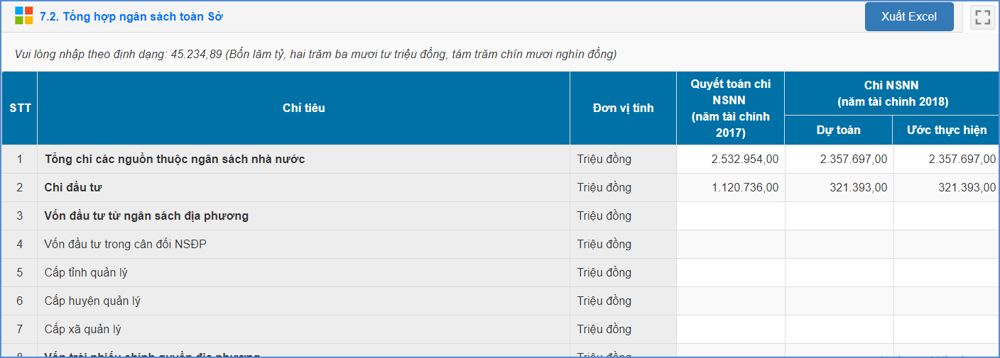 7.2. Tổng hợp ngân sách toàn Sở
Xuất Excel
Vui lòng nhập theo định dạng: 45.234,89 (Bốn lăm tỷ, hai trăm ba mươi tư triệu đồng, tám trăm chín mươi nghìn đồng)
STT Chỉ tiêu Đơn vị tính Quyết toán chi NSNN (năm tài chính 2017) Chi NSNN (năm tài chính 2018)
Dự toán Ước thực hiện
1 Tổng chi các nguồn thuộc ngân sách nhà nước Triệu đồng 2.532.954,00 2.357.697,00 2.357.697,00
2 Chi đầu tư Triệu đồng 1.120.736,00 321.393,00 321.393,00
3 Vốn đầu tư từ ngân sách địa phương Triệu đồng
4 Vốn đầu tư trong cân đối NSĐP Triệu đồng
5 Cấp tỉnh quản lý Triệu đồng
6 Cấp huyện quản lý Triệu đồng
7 Cấp xã quản lý Triệu đồng
8 Vốn trái phiếu chính quyền địa phương Triệu đồng